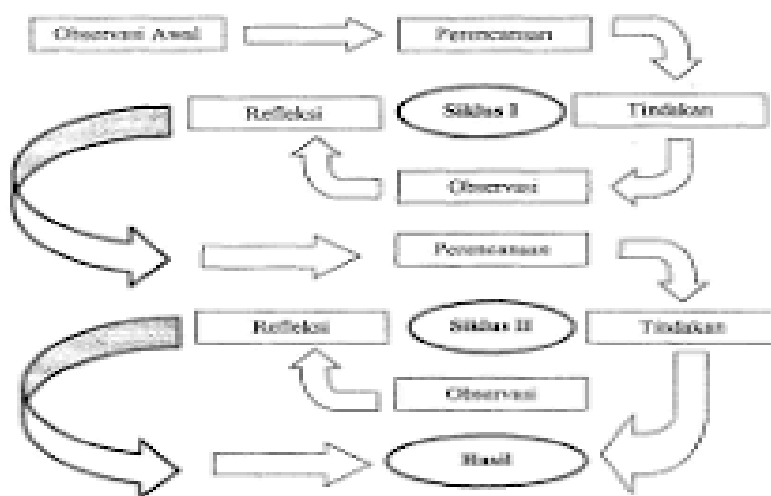 Observasi Awal
Perencanaan
Refleksi
Siklus I
Tindakan
Observasi
Perencanaan
Refleksi
Siklus II
Tindakan
Observasi
Hasil